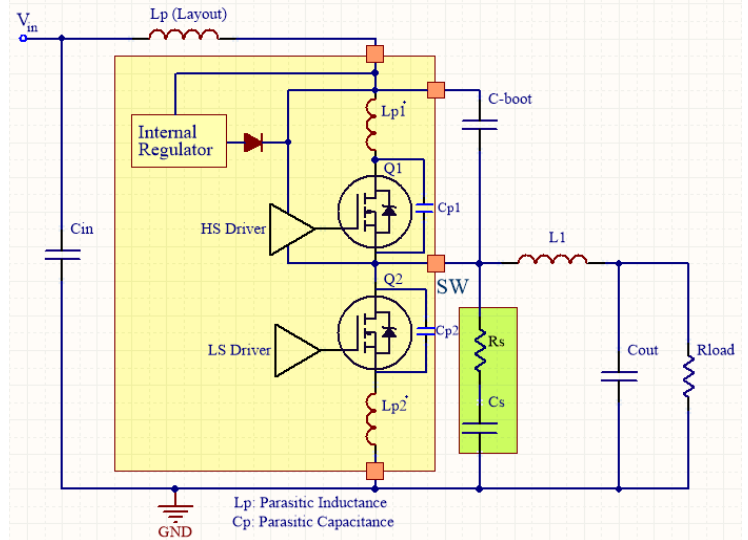 Vin
Lp (Layout)
C-boot
Lp1
Internal
Regulator
Q1
Cp1
HS Driver
Cin
L1
SW
Q2
Cp2
Rs
LS Driver
Cout
Rload
Cs
Lp2
Lp: Parasitic Inductance
Cp: Parasitic Capacitance
GND